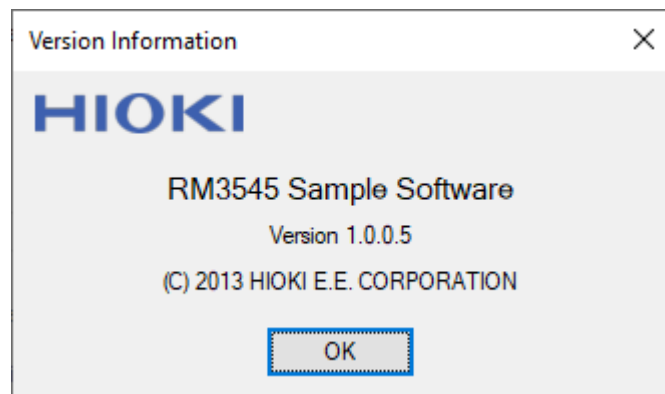 Version Information
HIOKI
RM3545 Sample Software
Version 1.0.0.5
(C) 2013 HIOKI E.E. CORPORATION
OK